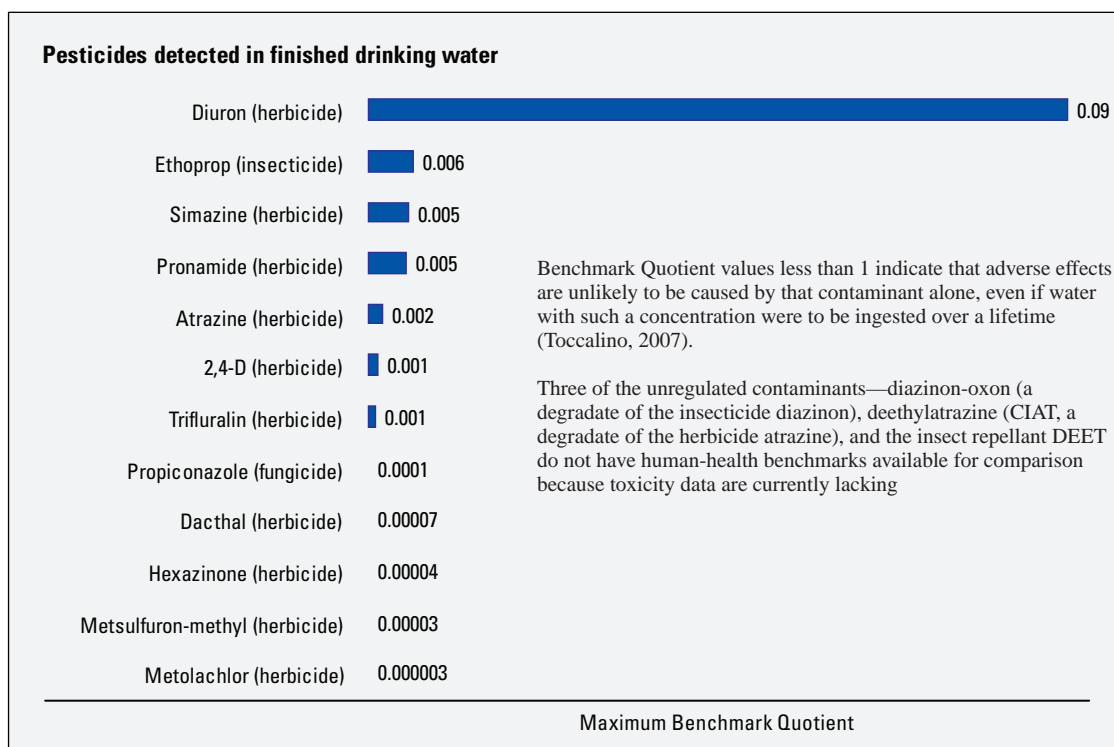 Pesticides detected in finished drinking water
Diuron (herbicide) 0.09
Ethoprop (insecticide) 0.006
Simazine (herbicide) 0.005
Pronamide (herbicide) 0.005
Atrazine (herbicide) 0.002
2,4-D (herbicide) 0.001
Trifluralin (herbicide) 0.001
Propiconazole (fungicide) 0.0001
Dacthal (herbicide) 0.00007
Hexazinone (herbicide) 0.00004
Metsulfuron-methyl (herbicide) 0.00003
Metolachlor (herbicide) 0.000003
Benchmark Quotient values less than 1 indicate that adverse effects
are unlikely to be caused by that contaminant alone, even if water
with such a concentration were to be ingested over a lifetime
(Toccalino, 2007).
Three of the unregulated contaminants—diazinon-oxon (a
degradate of the insecticide diazinon), deethylatrazine (CIAT, a
degradate of the herbicide atrazine), and the insect repellant DEET
do not have human-health benchmarks available for comparison
because toxicity data are currently lacking
Maximum Benchmark Quotient